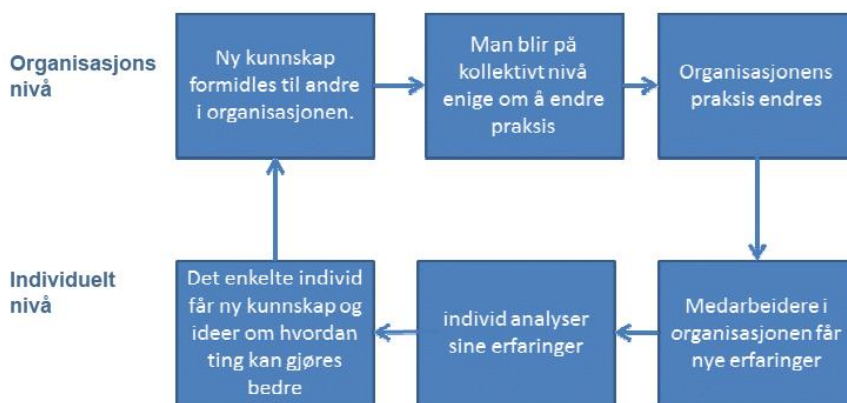 Organisasjons
nivå
Ny kunnskap
formidles til andre
i organisasjonen.
Man blir på
kollektivt nivå
enige om å endre
praksis
Organisasjonens
praksis endres
Individuelt
nivå
Det enkelte individ
får ny kunnskap og
ideer om hvordan
ting kan gjøres
bedre
individ analyser
sine erfaringer
Medarbeidere i
organisasjonen får
nye erfaringer